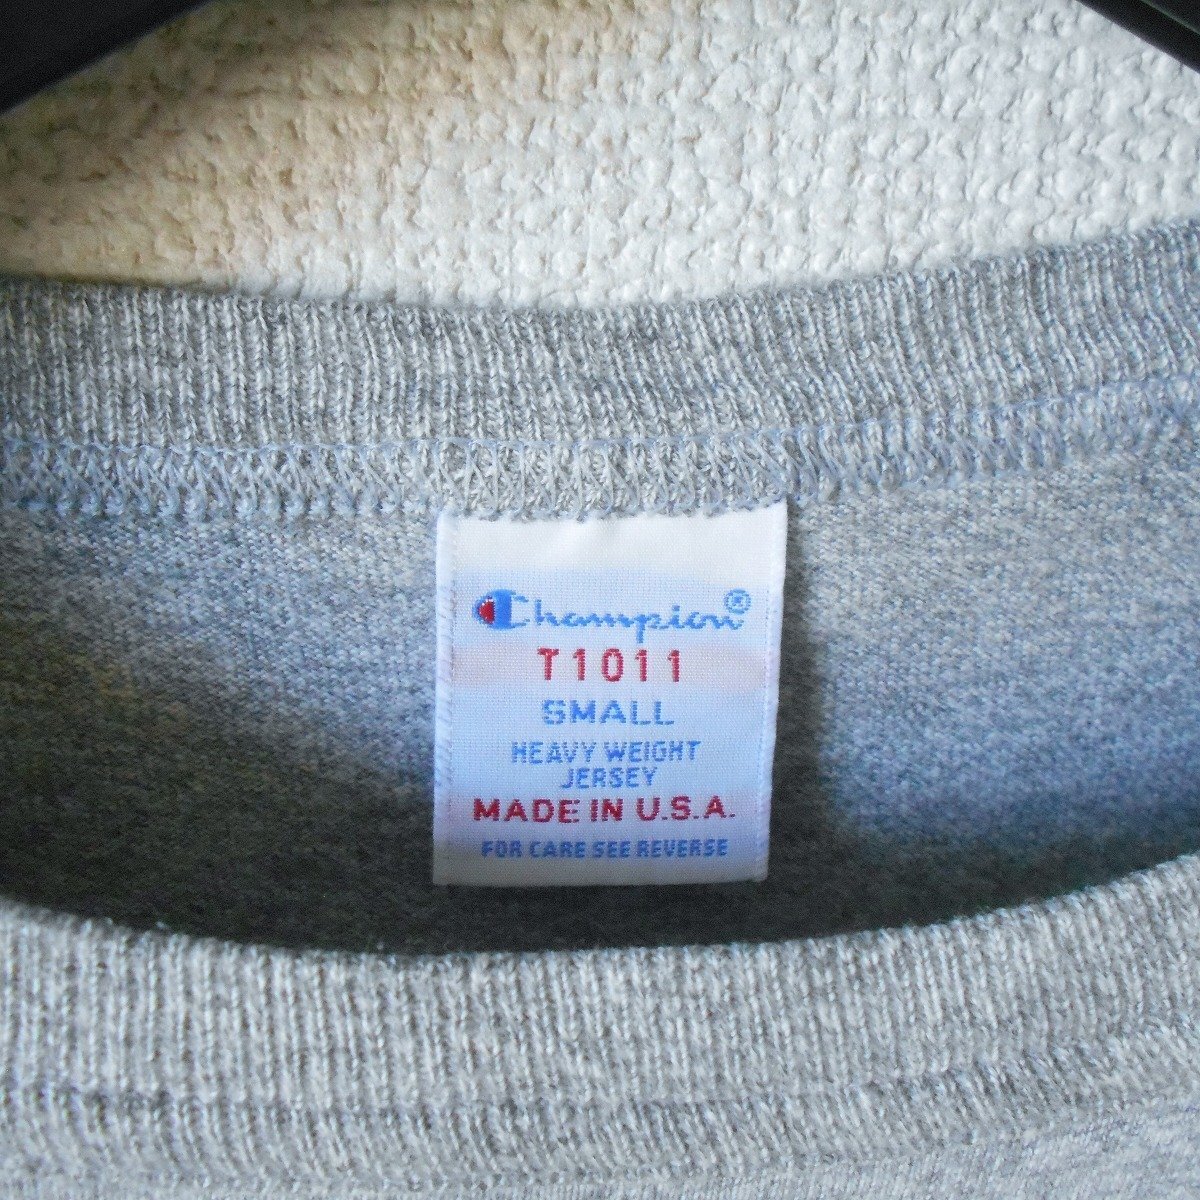 Champion®
T1011
SMALL
HEAVY WEIGHT
JERSEY
MADE IN U.S.A.
FOR CARE SEE REVERSE